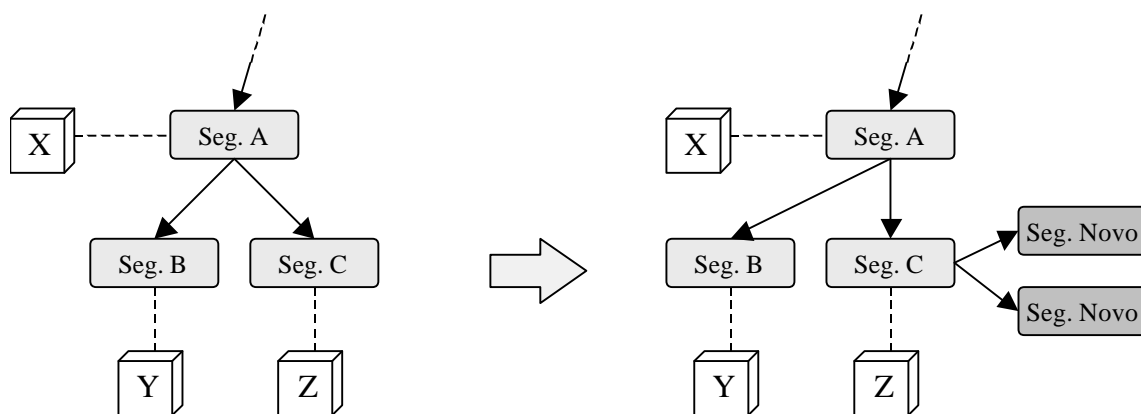 X
Seg. A
Seg. B
Seg. C
Y
Z
X
Seg. A
Seg. Novo
Seg. B
Seg. C
Seg. Novo
Y
Z